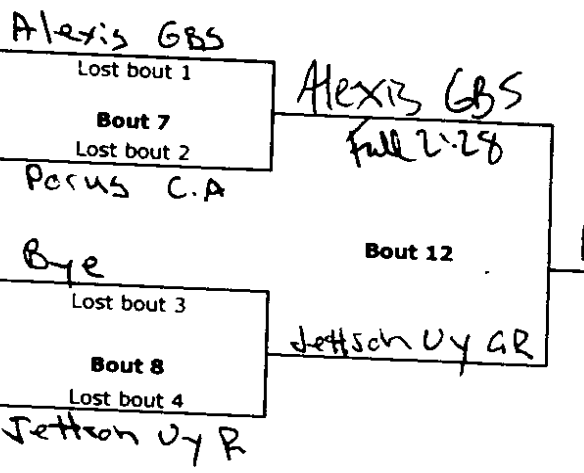 Alexis GBS
Lost bout 1
Bout 7
Lost bout 2
Porus C.A
Alexis GBS
Fall 2:28
Bout 12
Bye
Lost bout 3
Bout 8
Lost bout 4
Jettson Uy R
Jettson Uy GR